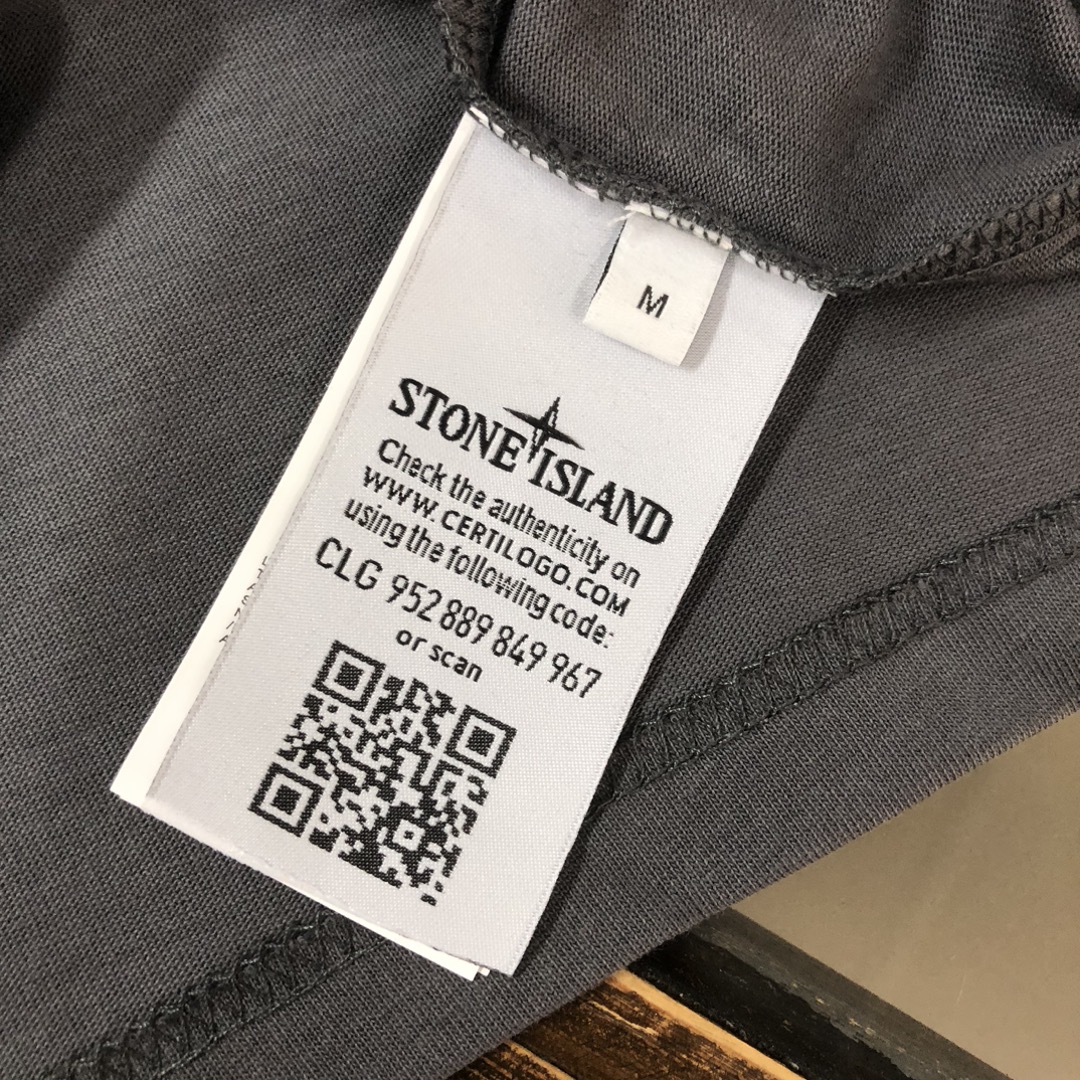 M
STONE ISLAND
Check the authenticity on
WWW.CERTILOGO.COM
using the following code:
CLG 952 889 849 967
or scan